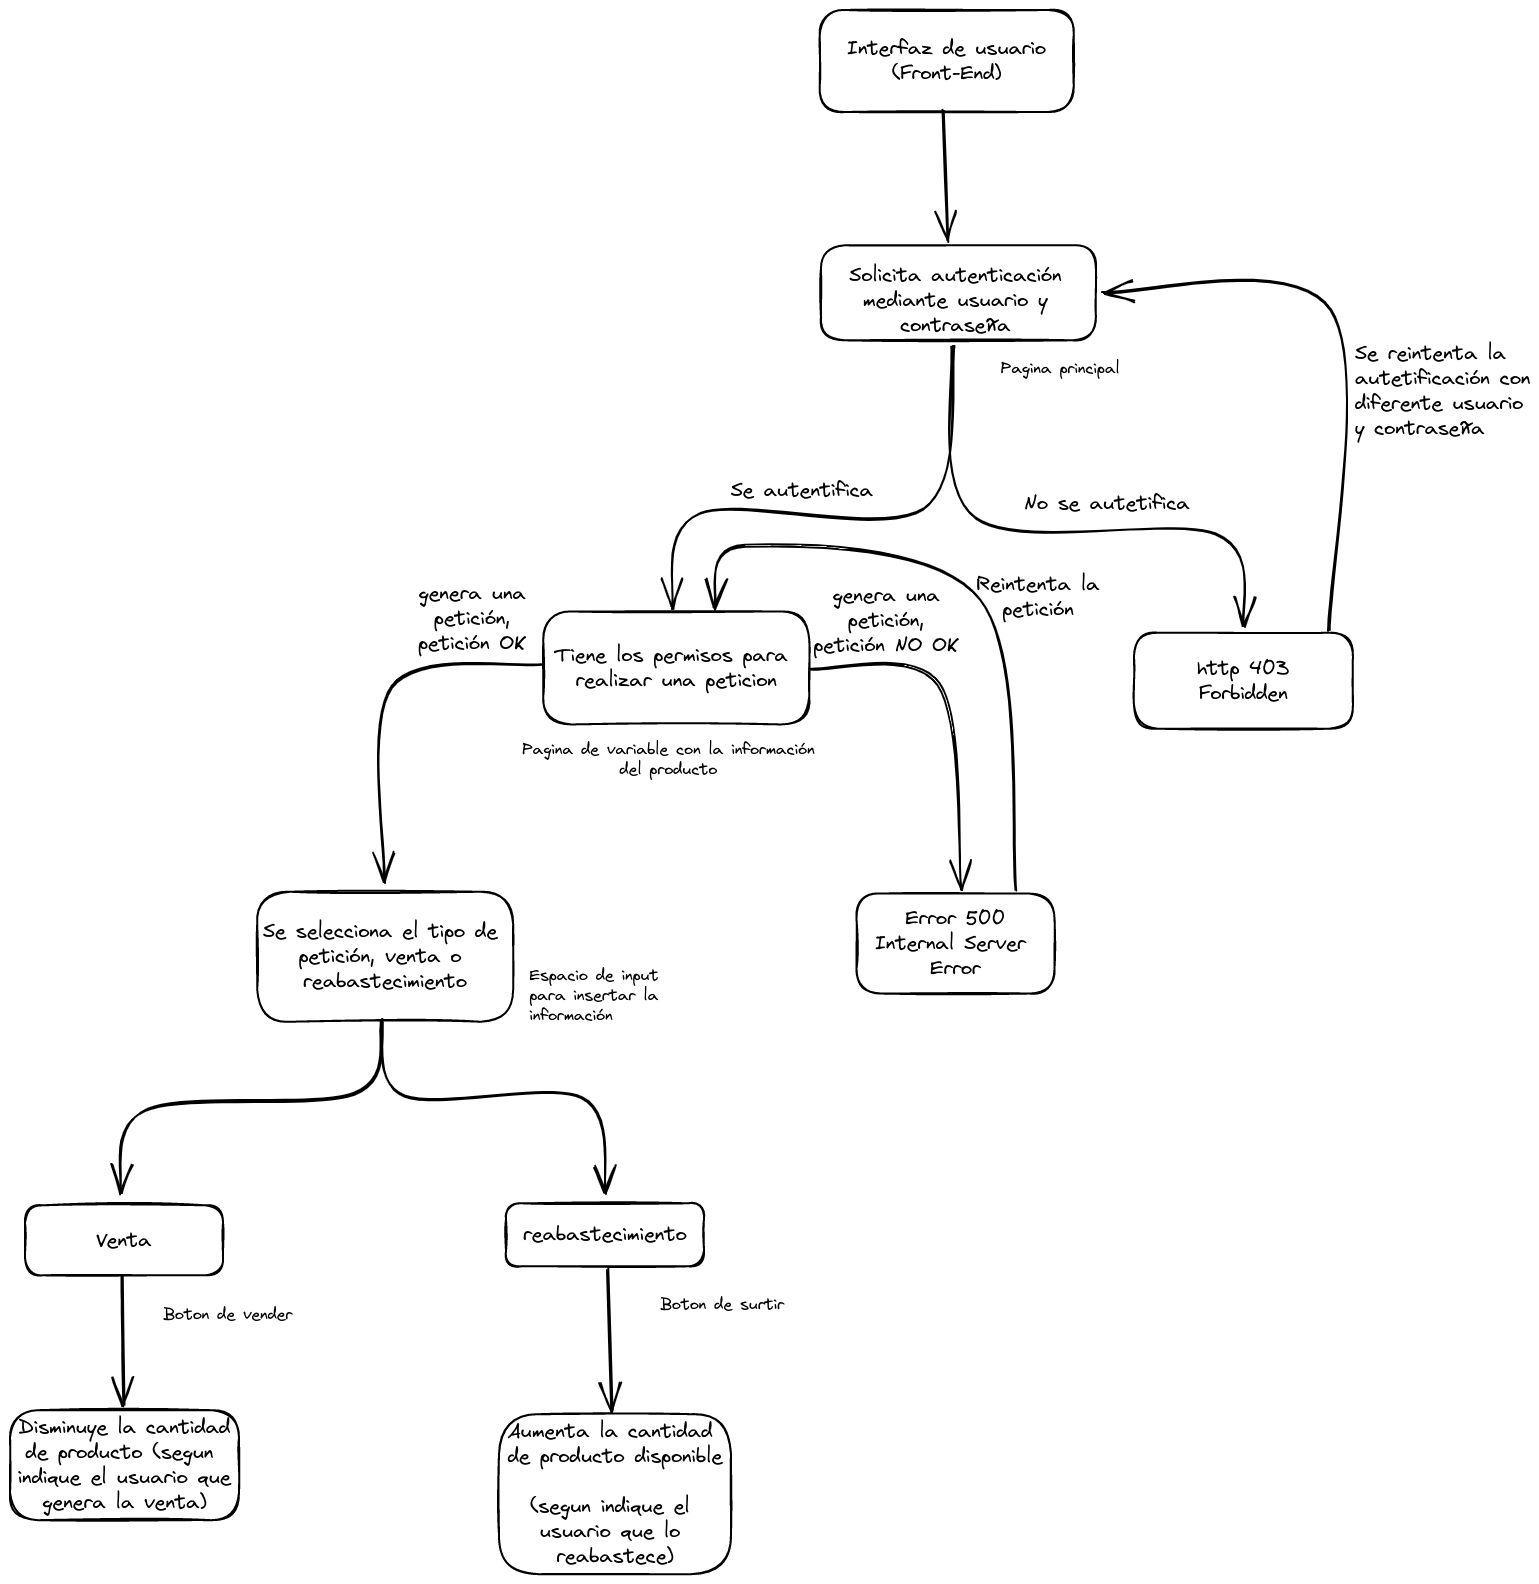 Interfaz de usuario
(Front-End)
Solicita autenticación
mediante usuario y
contraseña
Pagina principal
Se reintenta la
autetificación con
diferente usuario
y contraseña
Se autentifica
No se autetifica
genera una
petición,
petición OK
Tiene los permisos para
realizar una peticion
genera una
petición,
petición NO OK
Reintenta la
petición
http 403
Forbidden
Pagina de variable con la información
del producto
Se selecciona el tipo de
petición, venta o
reabastecimiento
Espacio de input
para insertar la
información
Error 500
Internal Server
Error
Venta
reabastecimiento
Boton de vender
Boton de surtir
Disminuye la cantidad
de producto (segun
indique el usuario que
genera la venta)
Aumenta la cantidad
de producto disponible
(segun indique el
usuario que lo
reabastece)